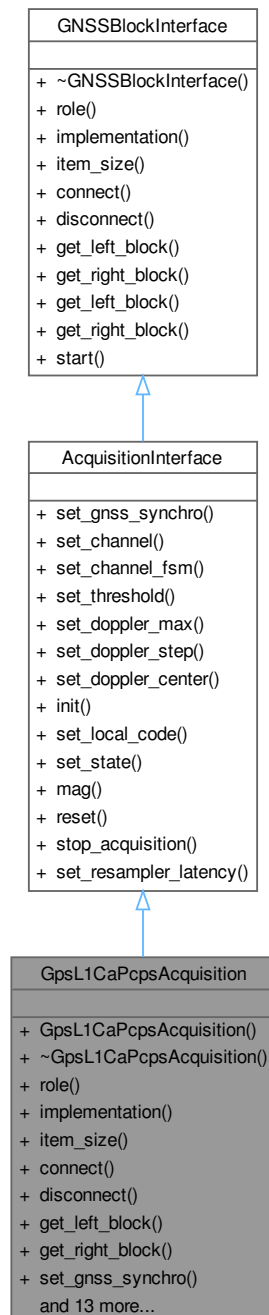 GNSSBlockInterface
+ ~GNSSBlockInterface()
+ role()
+ implementation()
+ item_size()
+ connect()
+ disconnect()
+ get_left_block()
+ get_right_block()
+ get_left_block()
+ get_right_block()
+ start()
AcquisitionInterface
+ set_gnss_synchro()
+ set_channel()
+ set_channel_fsm()
+ set_threshold()
+ set_doppler_max()
+ set_doppler_step()
+ set_doppler_center()
+ init()
+ set_local_code()
+ set_state()
+ mag()
+ reset()
+ stop_acquisition()
+ set_resampler_latency()
GpsL1CaPcpsAcquisition
+ GpsL1CaPcpsAcquisition()
+ ~GpsL1CaPcpsAcquisition()
+ role()
+ implementation()
+ item_size()
+ connect()
+ disconnect()
+ get_left_block()
+ get_right_block()
+ set_gnss_synchro()
and 13 more...